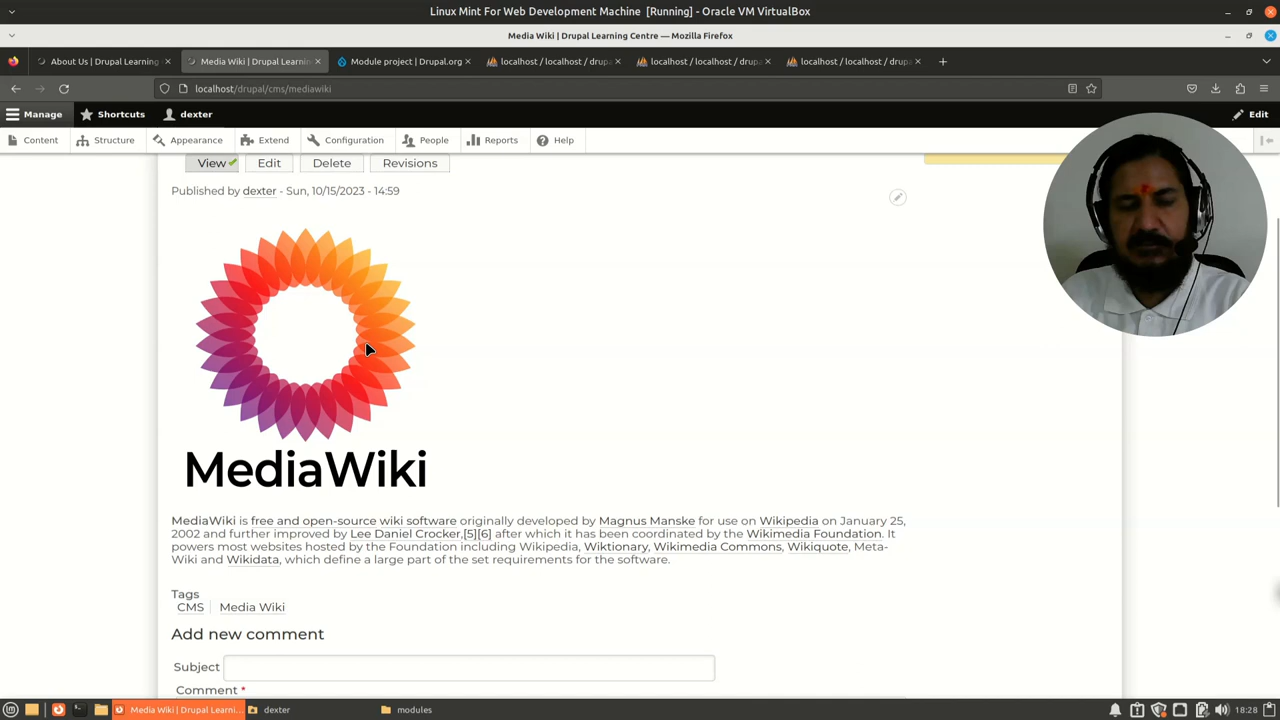 Linux Mint For Web Development Machine [Running] - Oracle VM VirtualBox
Media Wiki | Drupal Learning Centre — Mozilla Firefox
About Us | Drupal Learning
Media Wiki | Drupal Learnin
Module project | Drupal.org
localhost / localhost / drupa
localhost / localhost / drupa
localhost / localhost / drupa
localhost/drupal/cms/mediawiki
Manage Shortcuts dexter Edit
Content Structure Appearance Extend Configuration People Reports Help
View Edit Delete Revisions
Published by dexter - Sun, 10/15/2023 - 14:59
MediaWiki
MediaWiki is free and open-source wiki software originally developed by Magnus Manske for use on Wikipedia on January 25,
2002 and further improved by Lee Daniel Crocker,[5][6] after which it has been coordinated by the Wikimedia Foundation. It
powers most websites hosted by the Foundation including Wikipedia, Wiktionary, Wikimedia Commons, Wikiquote, Meta-
Wiki and Wikidata, which define a large part of the set requirements for the software.
Tags
CMS Media Wiki
Add new comment
Subject
Comment *
Media Wiki | Drupal Learni...
dexter
modules
18:28